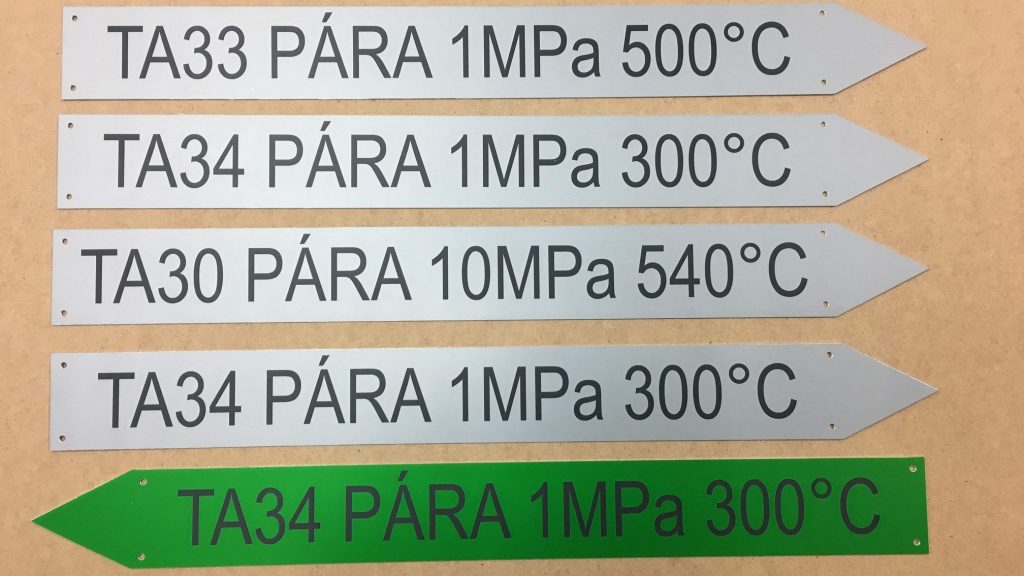 TA33 PÁRA 1MPa 500°C
TA34 PÁRA 1MPa 300°C
TA30 PÁRA 10MPa 540°C
TA34 PÁRA 1MPa 300°C
TA34 PÁRA 1MPa 300°C